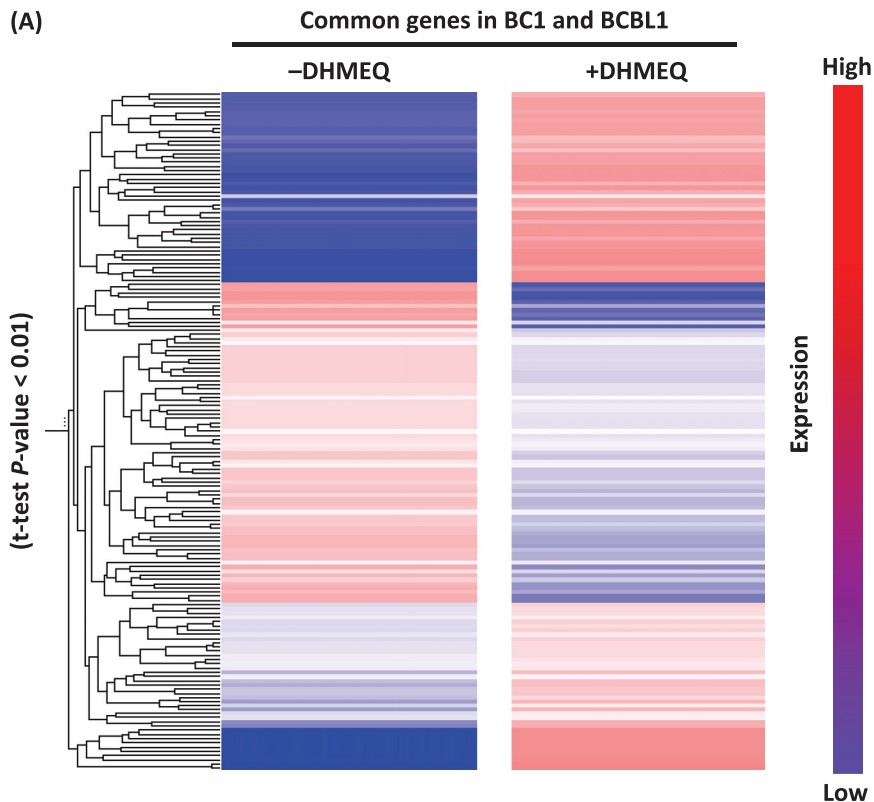 (A)
Common genes in BC1 and BCBL1
–DHMEQ
+DHMEQ
High
(t-test P-value < 0.01)
...
Expression
Low